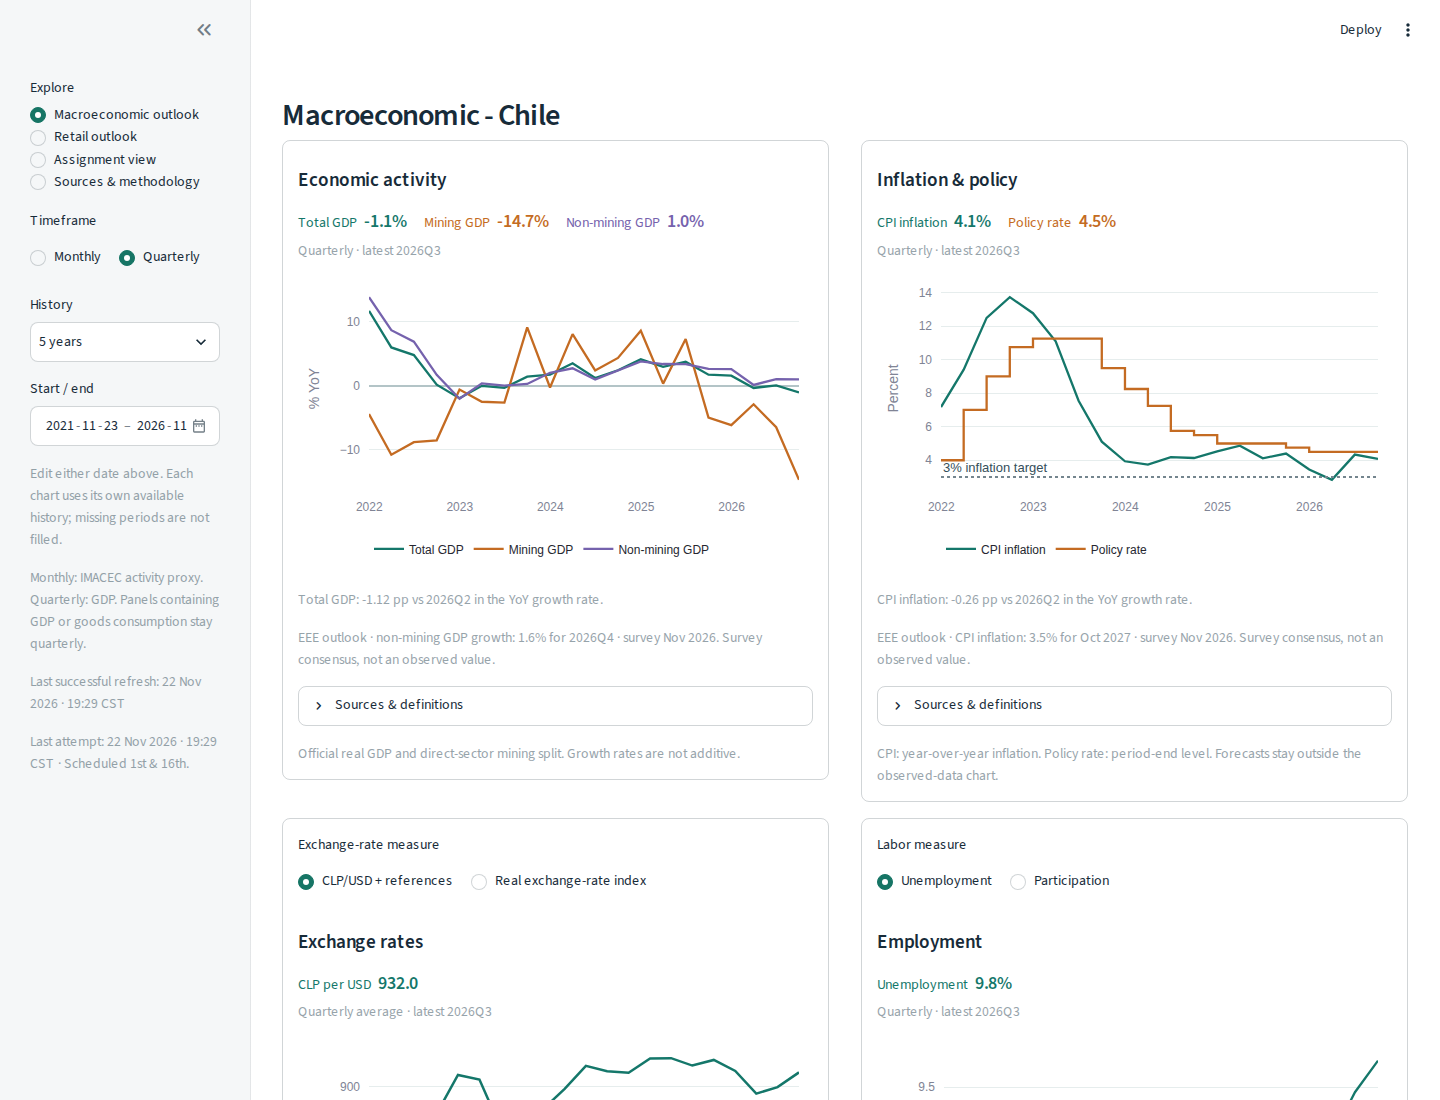 Deploy
Explore
Macroeconomic outlook
Retail outlook
Assignment view
Sources & methodology
Timeframe
Monthly
Quarterly
History
5 years
Start / end
2021-11-23 – 2026-11
Edit either date above. Each
chart uses its own available
history; missing periods are not
filled.
Monthly: IMACEC activity proxy.
Quarterly: GDP. Panels containing
GDP or goods consumption stay
quarterly.
Last successful refresh: 22 Nov
2026 · 19:29 CST
Last attempt: 22 Nov 2026 · 19:29
CST · Scheduled 1st & 16th.
Macroeconomic - Chile
Economic activity
Total GDP -1.1% Mining GDP -14.7% Non-mining GDP 1.0%
Quarterly · latest 2026Q3
% YoY
10
0
−10
2022 2023 2024 2025 2026
Total GDP Mining GDP Non-mining GDP
Total GDP: -1.12 pp vs 2026Q2 in the YoY growth rate.
EEE outlook · non-mining GDP growth: 1.6% for 2026Q4 · survey Nov 2026. Survey
consensus, not an observed value.
Sources & definitions
Official real GDP and direct-sector mining split. Growth rates are not additive.
Inflation & policy
CPI inflation 4.1% Policy rate 4.5%
Quarterly · latest 2026Q3
Percent
14
12
10
8
6
4
3% inflation target
2022 2023 2024 2025 2026
CPI inflation Policy rate
CPI inflation: -0.26 pp vs 2026Q2 in the YoY growth rate.
EEE outlook · CPI inflation: 3.5% for Oct 2027 · survey Nov 2026. Survey consensus, not an
observed value.
Sources & definitions
CPI: year-over-year inflation. Policy rate: period-end level. Forecasts stay outside the
observed-data chart.
Exchange-rate measure
CLP/USD + references
Real exchange-rate index
Exchange rates
CLP per USD 932.0
Quarterly average · latest 2026Q3
900
Labor measure
Unemployment
Participation
Employment
Unemployment 9.8%
Quarterly · latest 2026Q3
9.5